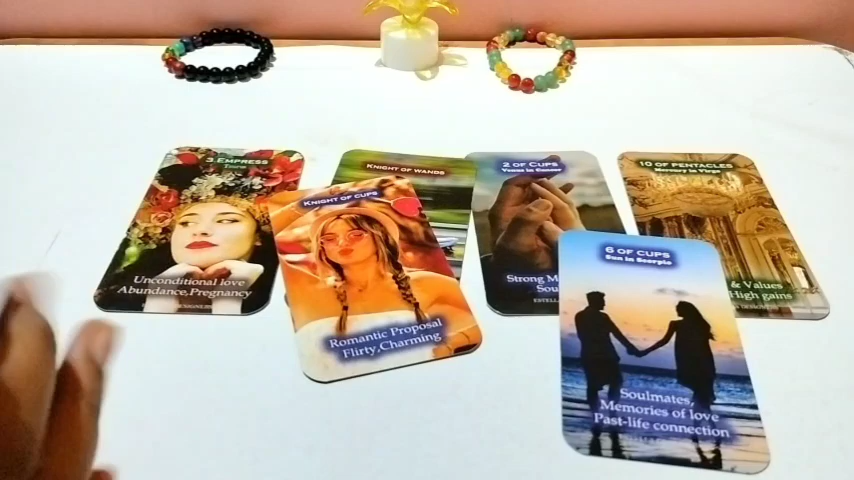 3.EMPRESS
Taurus
Unconditional love
Abundance,Pregnancy
KNIGHT OF WANDS
KNIGHT OF CUPS
Romantic Proposal
Flirty,Charming
2 OF CUPS
Venus in Cancer
Strong
10 OF PENTACLES
Mercury in Virgo
& Values
High gains
6 OF CUPS
Sun in Scorpio
Soulmates,
Memories of love
Past-life connection